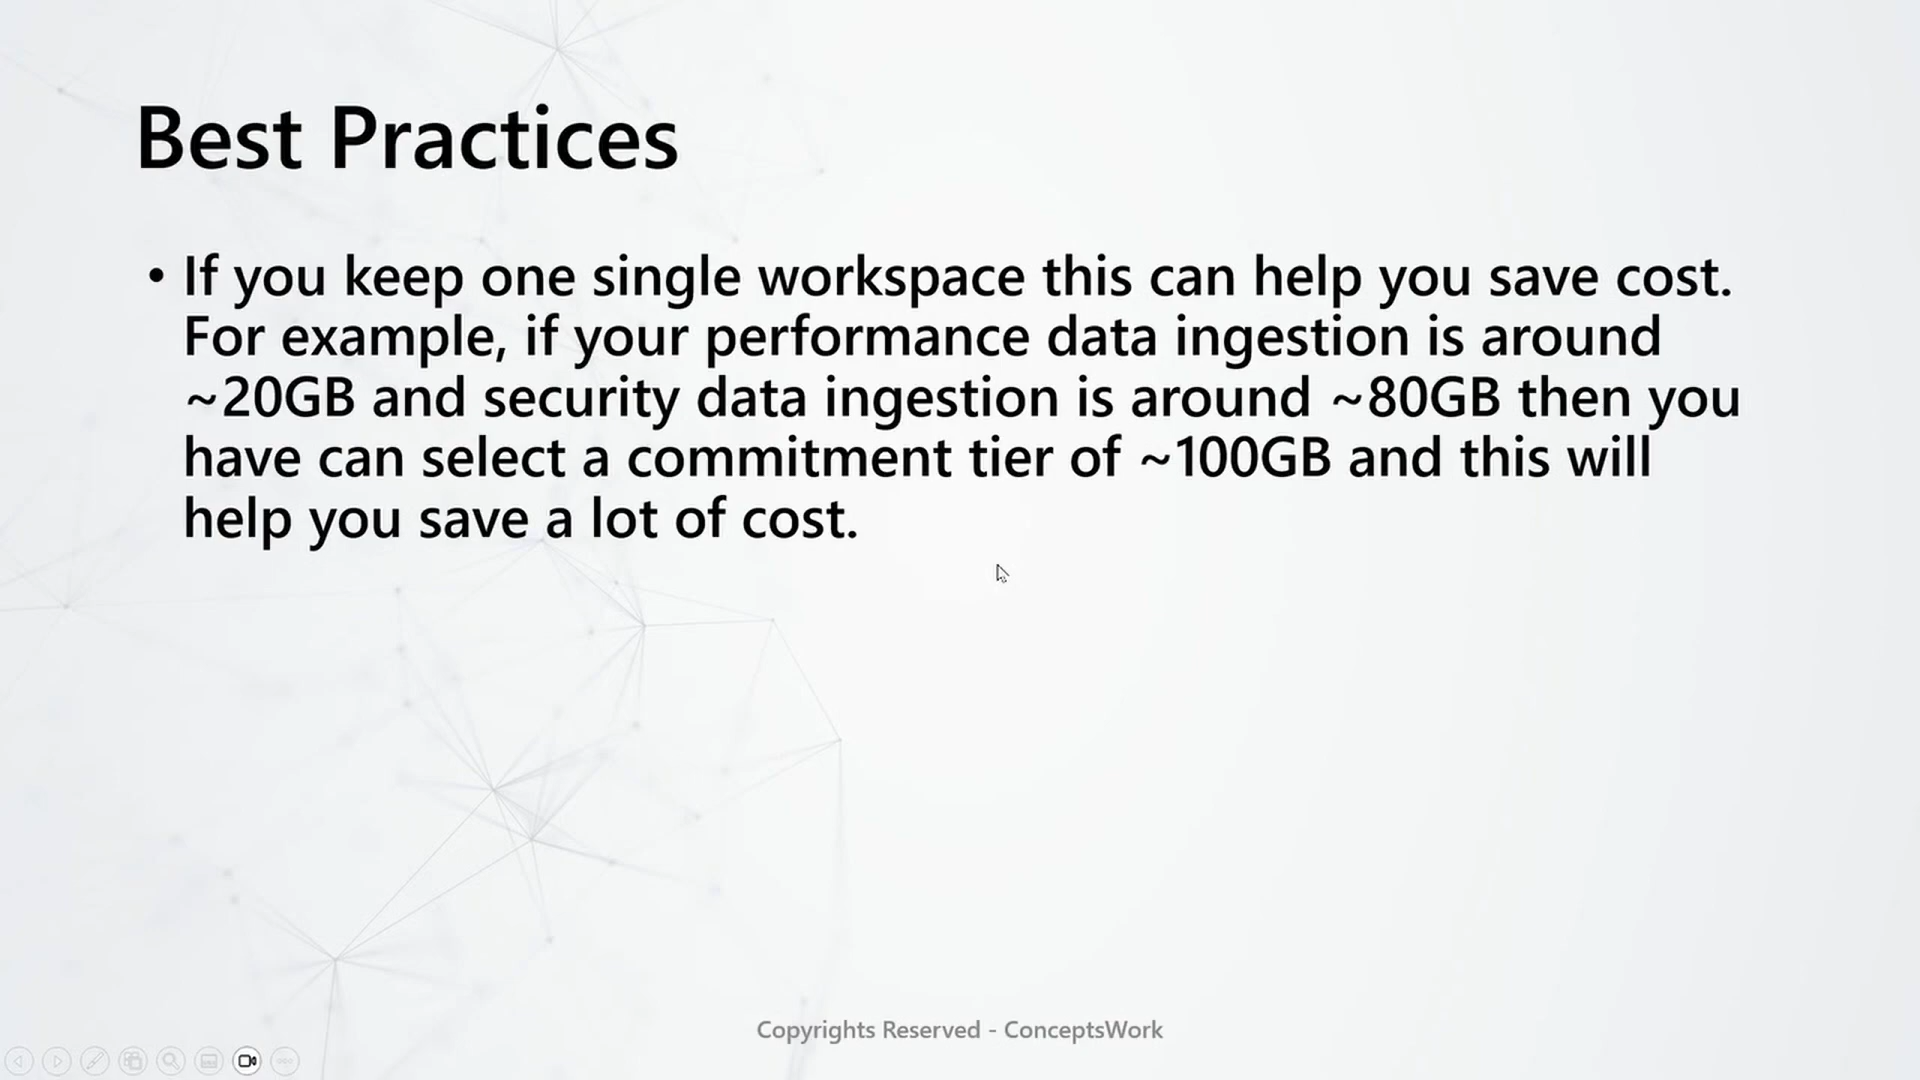 Best Practices
• If you keep one single workspace this can help you save cost.
For example, if your performance data ingestion is around
~20GB and security data ingestion is around ~80GB then you
have can select a commitment tier of ~100GB and this will
help you save a lot of cost.
Copyrights Reserved - ConceptsWork